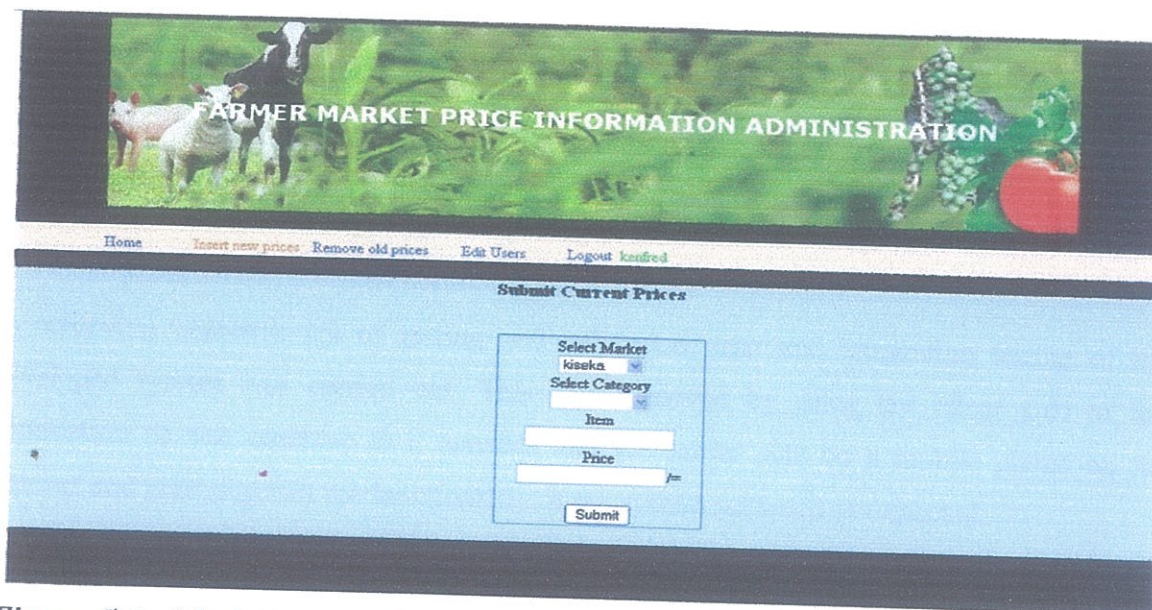 FARMER MARKET PRICE INFORMATION ADMINISTRATION
Home Insert new prices Remove old prices Edit Users Logout kenfred
Submit Current Prices
Select Market
kiseka
Select Category
Item
Price
/=
Submit